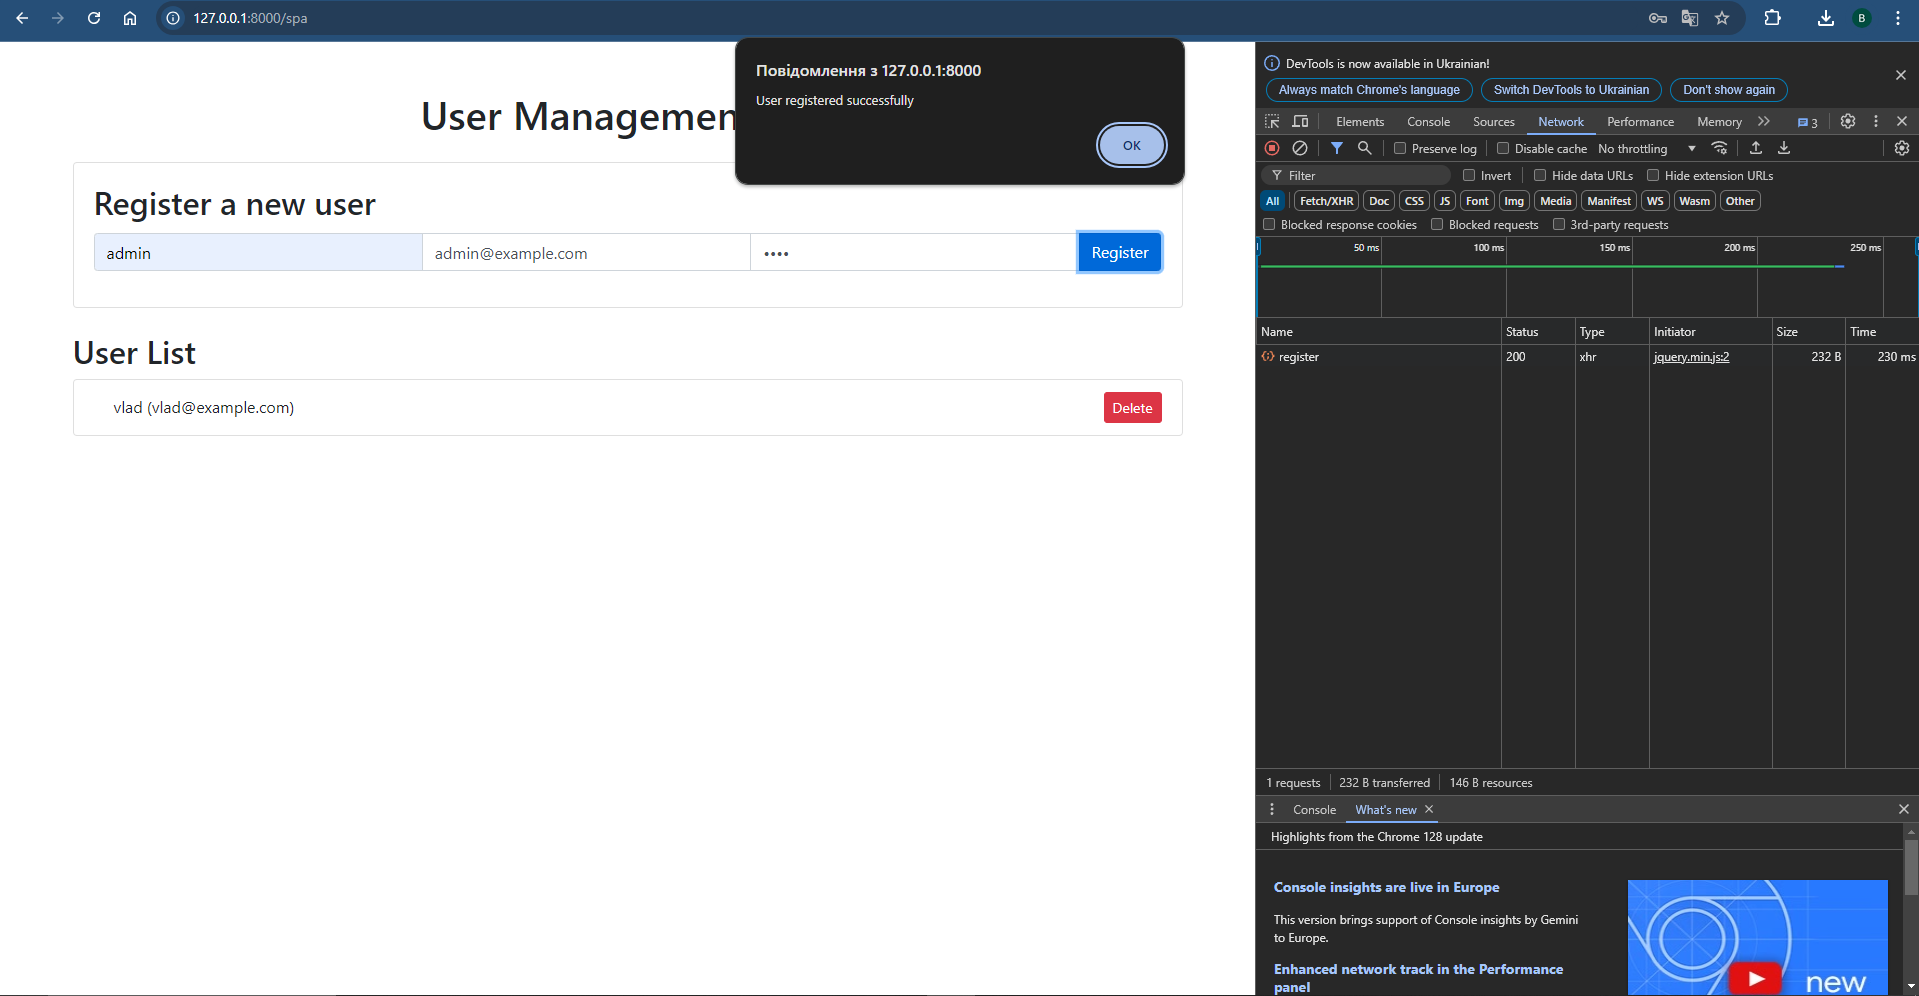 127.0.0.1:8000/spa
B
Повідомлення з 127.0.0.1:8000
User registered successfully
OK
User Managemen
Register a new user
admin
admin@example.com
••••
Register
User List
vlad (vlad@example.com)
Delete
DevTools is now available in Ukrainian!
Always match Chrome's language
Switch DevTools to Ukrainian
Don't show again
Elements
Console
Sources
Network
Performance
Memory
3
Preserve log
Disable cache
No throttling
Filter
Invert
Hide data URLs
Hide extension URLs
All
Fetch/XHR
Doc
CSS
JS
Font
Img
Media
Manifest
WS
Wasm
Other
Blocked response cookies
Blocked requests
3rd-party requests
50 ms
100 ms
150 ms
200 ms
250 ms
Name
Status
Type
Initiator
Size
Time
register
200
xhr
jquery.min.js:2
232 B
230 ms
1 requests
232 B transferred
146 B resources
Console
What's new
Highlights from the Chrome 128 update
Console insights are live in Europe
This version brings support of Console insights by Gemini
to Europe.
Enhanced network track in the Performance
panel
new